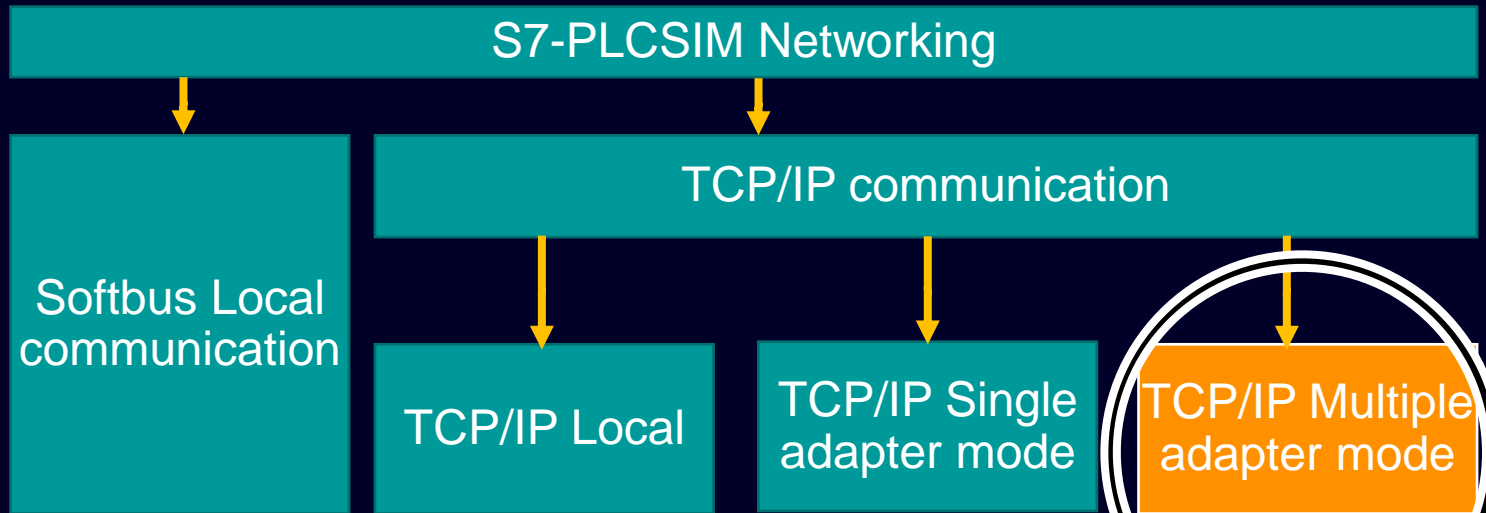 S7-PLCSIM Networking
TCP/IP communication
Softbus Local
communication
TCP/IP Local
TCP/IP Single
adapter mode
TCP/IP Multiple
adapter mode